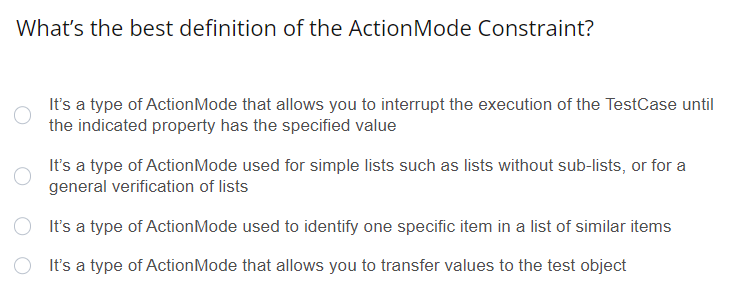 What's the best definition of the ActionMode Constraint?
It's a type of ActionMode that allows you to interrupt the execution of the TestCase until
the indicated property has the specified value
It's a type of ActionMode used for simple lists such as lists without sub-lists, or for a
general verification of lists
It's a type of ActionMode used to identify one specific item in a list of similar items
It's a type of ActionMode that allows you to transfer values to the test object